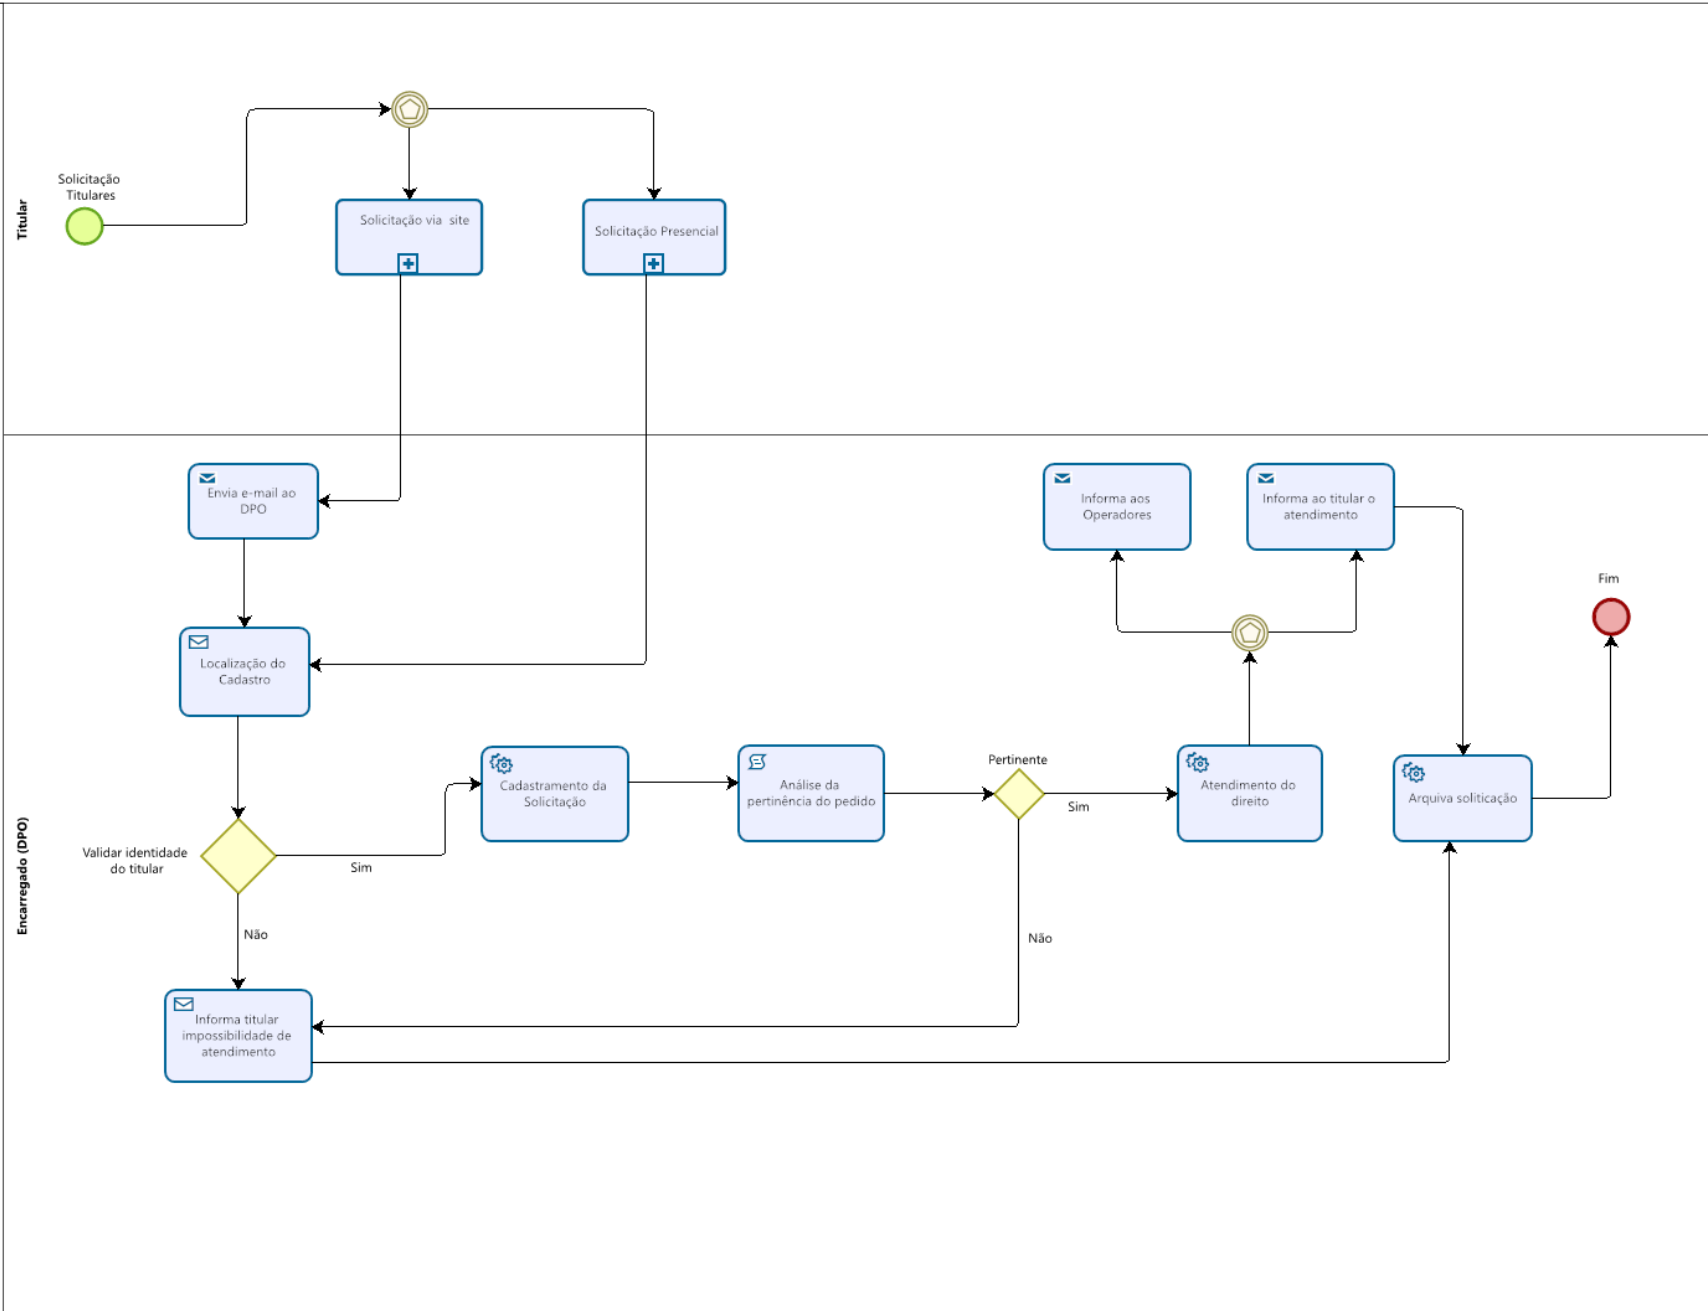 Titular
Solicitação
Titulares
Solicitação via  site
Solicitação Presencial
Encarregado (DPO)
Envia e-mail ao
DPO
Informa aos
Operadores
Informa ao titular o
atendimento
Fim
Localização do
Cadastro
Cadastramento da
Solicitação
Análise da
pertinência do pedido
Pertinente
Sim
Atendimento do
direito
Arquiva soliticação
Validar identidade
do titular
Sim
Não
Não
Informa titular
impossibilidade de
atendimento